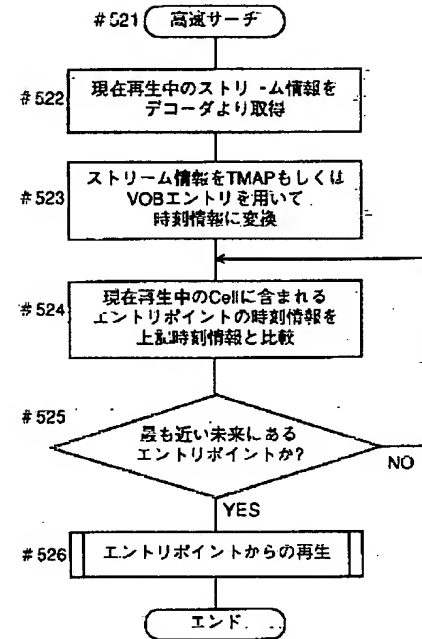 #521 高速サーチ
#522 現在再生中のストリーム情報を
デコーダより取得
#523 ストリーム情報をTMAPもしくは
VOBエントリを用いて
時刻情報に変換
#524 現在再生中のCellに含まれる
エントリポイントの時刻情報を
上記時刻情報と比較
#525
最も近い未来にある
エントリポイントか?
NO
YES
#526 エントリポイントからの再生
エンド